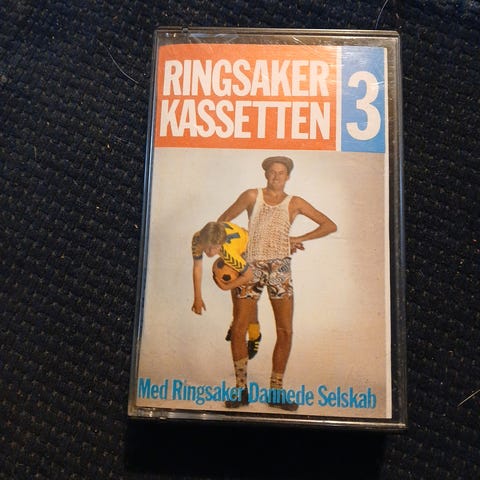 RINGSAKER
KASSETTEN
3
Med Ringsaker Dannede Selskab